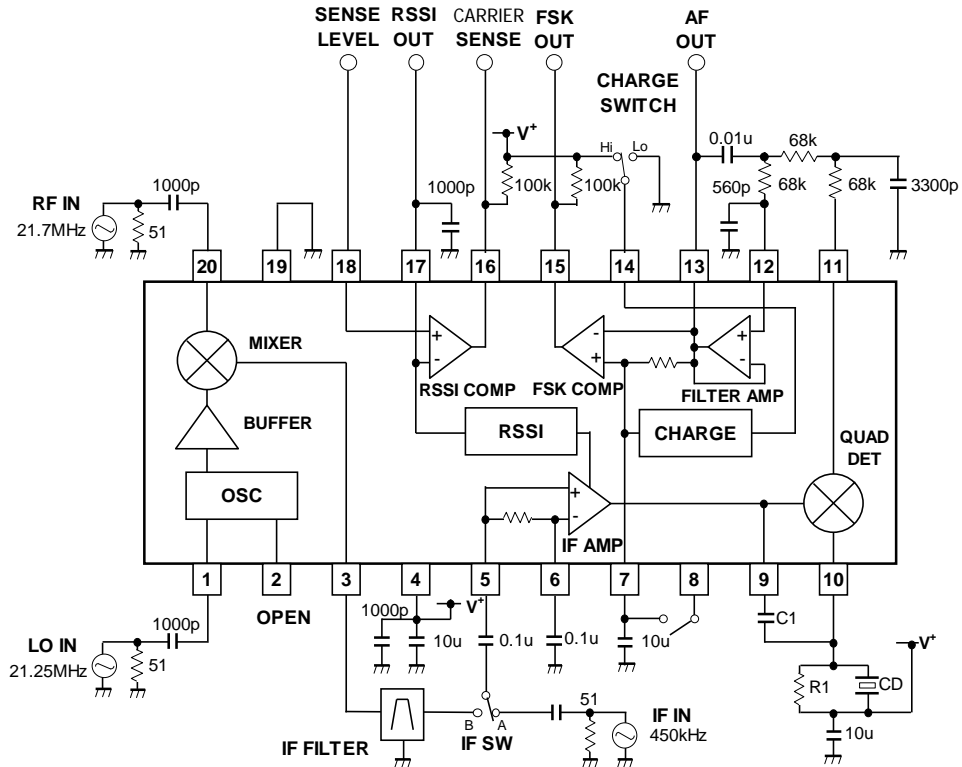 SENSE LEVEL
RSSI OUT
CARRIER SENSE
FSK OUT
AF OUT
CHARGE SWITCH
V+
Hi
Lo
0.01u
68k
1000p
100k
100k
560p
68k
68k
3300p
1000p
RF IN
21.7MHz
51
20
19
18
17
16
15
14
13
12
11
MIXER
+
-
RSSI COMP
-
+
FSK COMP
+
-
FILTER AMP
BUFFER
RSSI
CHARGE
QUAD DET
OSC
+
-
IF AMP
1
2
3
4
5
6
7
8
9
10
OPEN
1000p
V+
1000p
10u
0.1u
0.1u
10u
C1
LO IN
21.25MHz
51
V+
R1
CD
10u
IF FILTER
B
A
IF SW
51
IF IN
450kHz